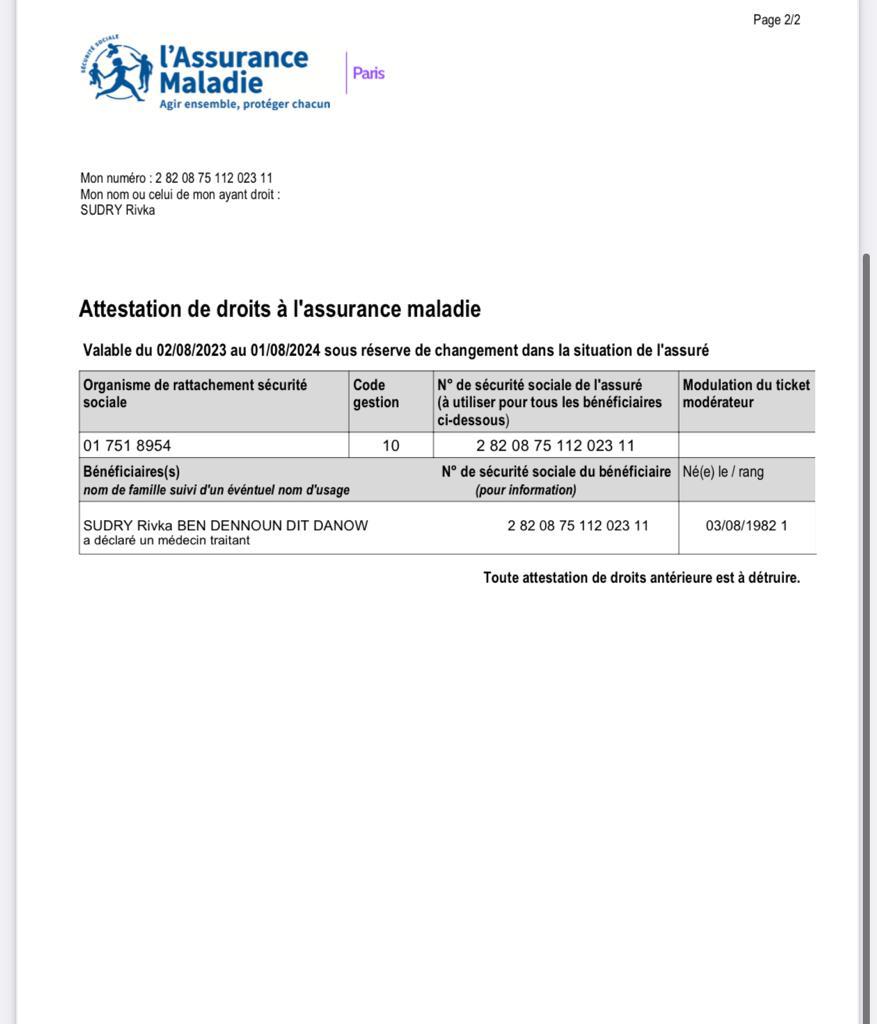 Page 2/2
SÉCURITÉ SOCIALE
l'Assurance
Maladie
Agir ensemble, protéger chacun
Paris
Mon numéro : 2 82 08 75 112 023 11
Mon nom ou celui de mon ayant droit :
SUDRY Rivka
Attestation de droits à l'assurance maladie
Valable du 02/08/2023 au 01/08/2024 sous réserve de changement dans la situation de l'assuré
Organisme de rattachement sécurité
sociale
Code
gestion
N° de sécurité sociale de l'assuré
(à utiliser pour tous les bénéficiaires
ci-dessous)
Modulation du ticket
modérateur
01 751 8954
10
2 82 08 75 112 023 11
Bénéficiaires(s)
nom de famille suivi d'un événtuel nom d'usage
N° de sécurité sociale du bénéficiaire
(pour information)
Né(e) le / rang
SUDRY Rivka BEN DENNOUN DIT DANOW
a déclaré un médecin traitant
2 82 08 75 112 023 11
03/08/1982 1
Toute attestation de droits antérieure est à détruire.